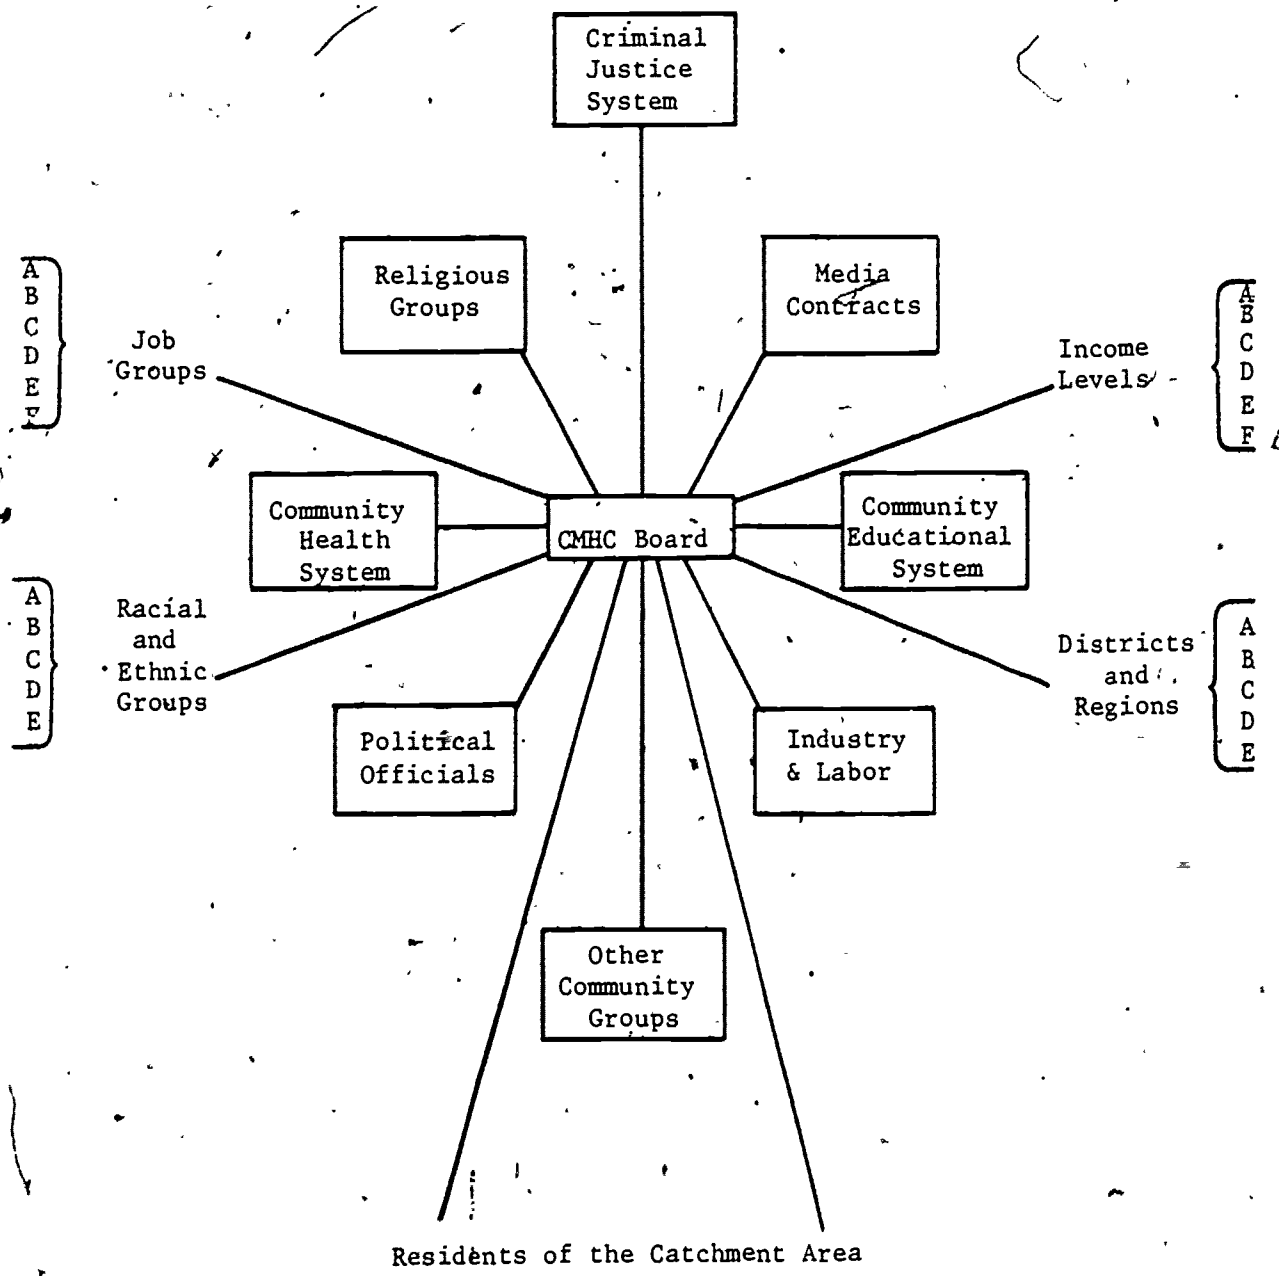 Criminal
Justice
System
Religious
Groups
Media
Contracts
A
B
C
D
E
F
Job
Groups
Income
Levels
A
B
C
D
E
F
Community
Health
System
CMHC Board
Community
Educational
System
A
B
C
D
E
Racial
and
Ethnic
Groups
Districts
and
Regions
A
B
C
D
E
Political
Officials
Industry
& Labor
Other
Community
Groups
Residents of the Catchment Area